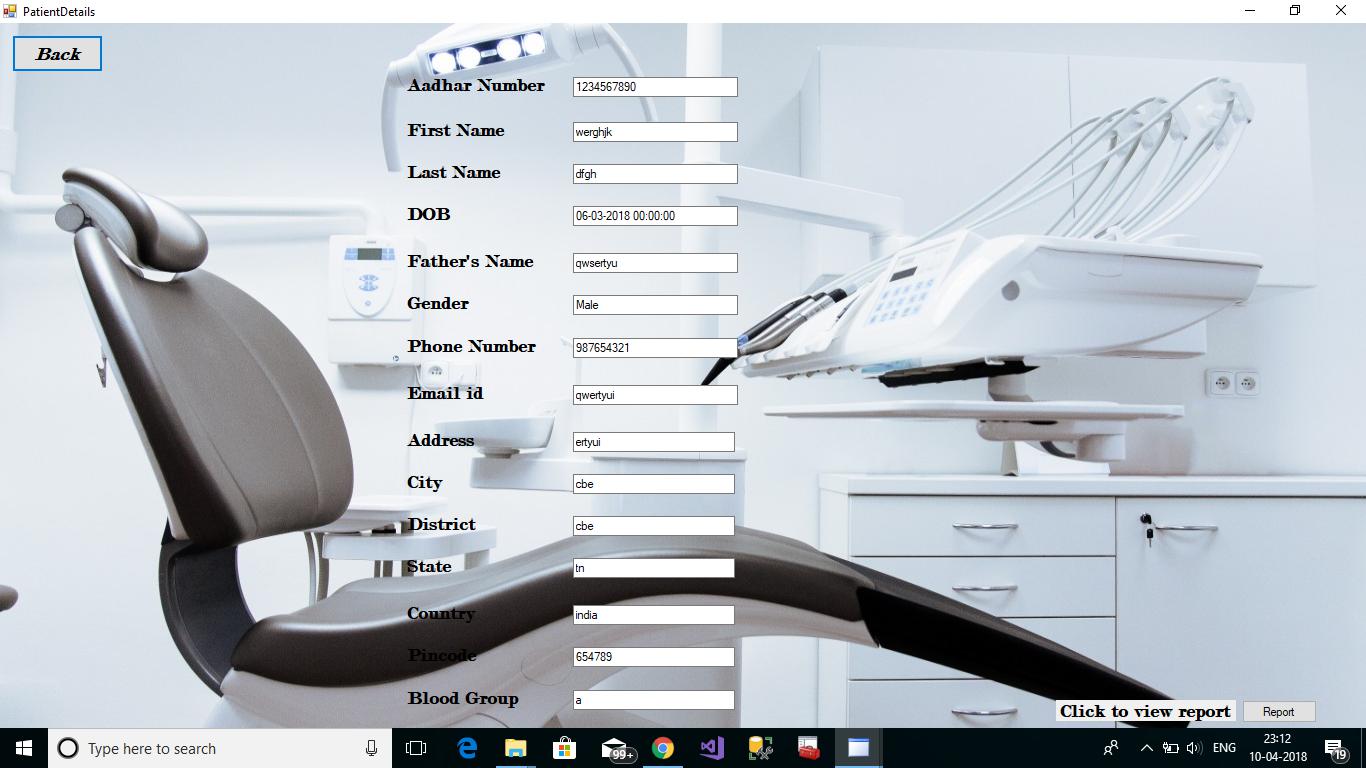 PatientDetails
Back
Aadhar Number 1234567890
First Name werghjk
Last Name dfgh
DOB 06-03-2018 00:00:00
Father's Name qwsertyu
Gender Male
Phone Number 987654321
Email id qwertyui
Address ertyui
City cbe
District cbe
State tn
Country india
Pincode 654789
Blood Group a
Click to view report Report
Type here to search 99+ ENG 23:12 10-04-2018 19